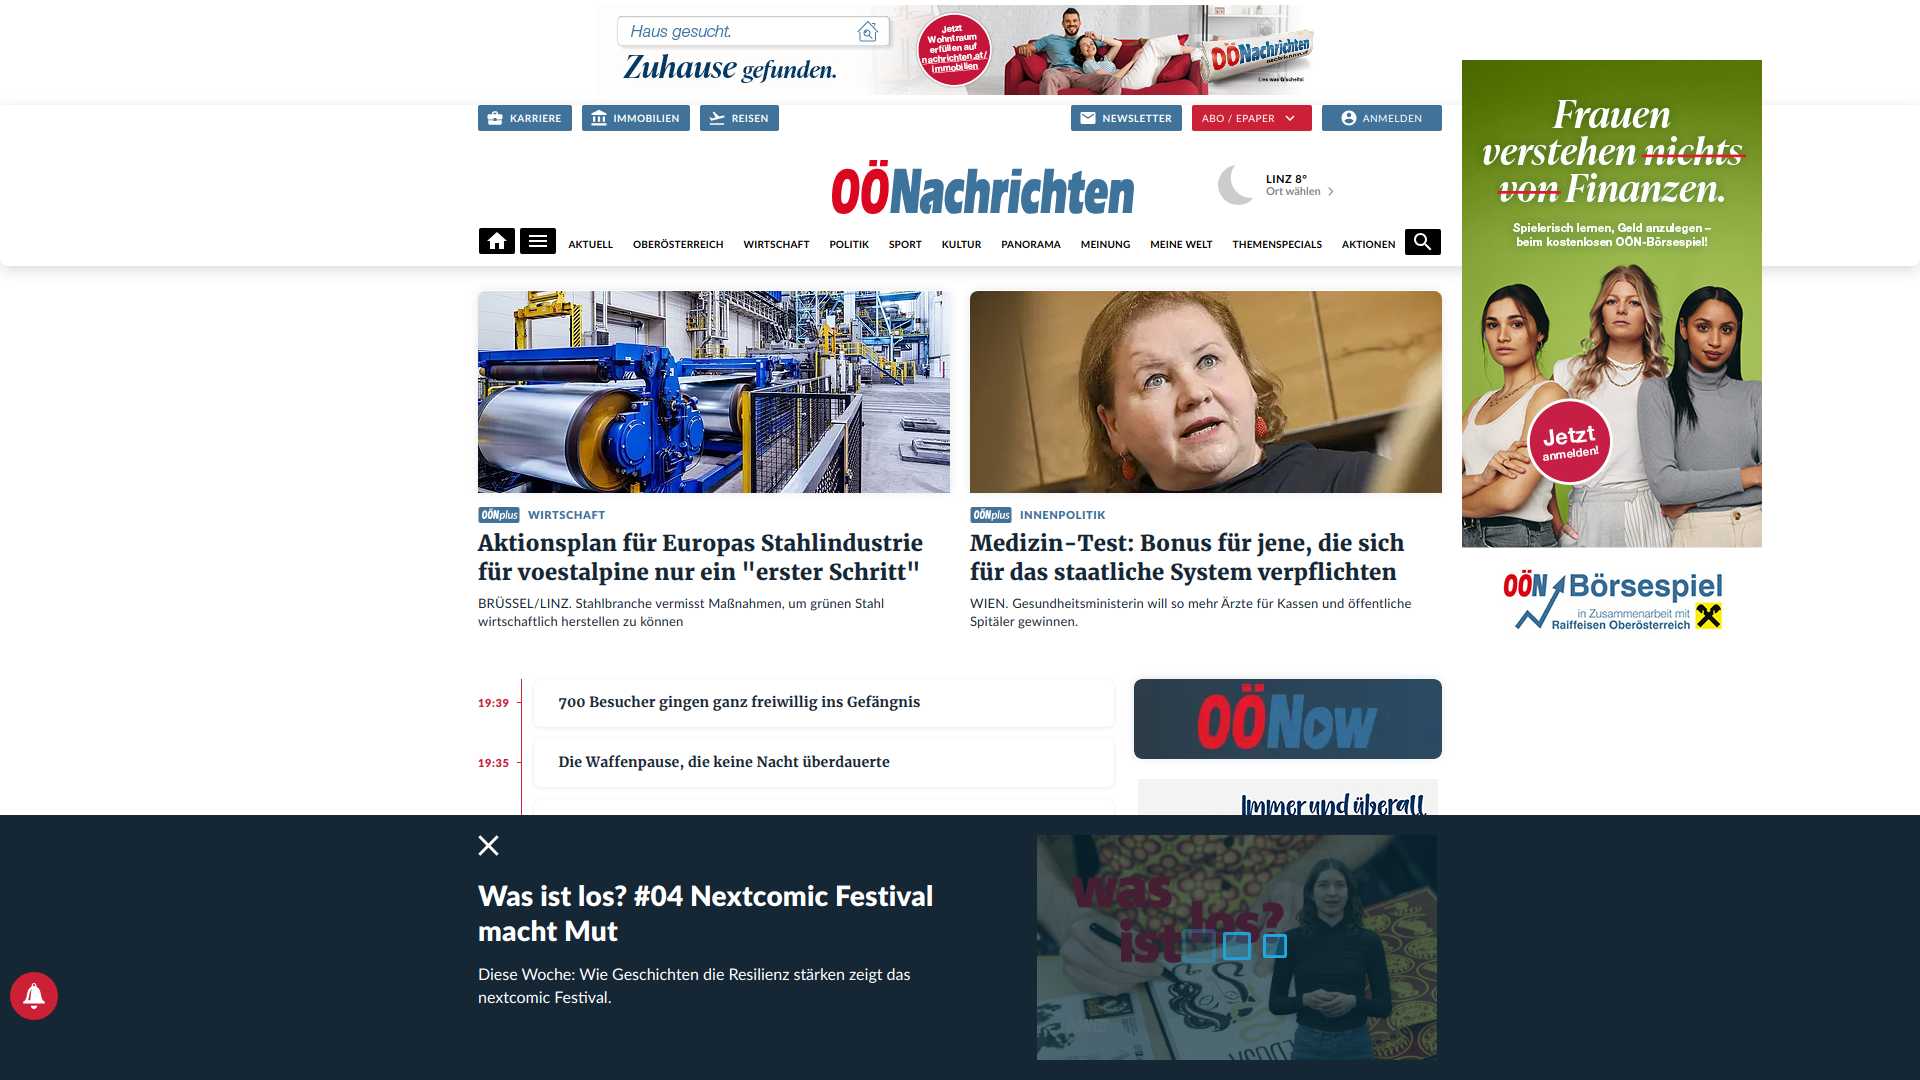 Haus gesucht.
Zuhause gefunden.
Jetzt
Wohntraum
erfüllen auf
nachrichten.at/
immobilien
OÖNachrichten
Lies was Gscheits!
KARRIERE
IMMOBILIEN
REISEN
NEWSLETTER
ABO / EPAPER
ANMELDEN
OÖNachrichten
LINZ 8°
Ort wählen
AKTUELL
OBERÖSTERREICH
WIRTSCHAFT
POLITIK
SPORT
KULTUR
PANORAMA
MEINUNG
MEINE WELT
THEMENSPECIALS
AKTIONEN
Frauen
verstehen nichts
von Finanzen.
Spielerisch lernen, Geld anzulegen –
beim kostenlosen OÖN-Börsespiel!
Jetzt
anmelden!
OÖN Börsespiel
in Zusammenarbeit mit
Raiffeisen Oberösterreich
OÖNplus WIRTSCHAFT
Aktionsplan für Europas Stahlindustrie
für voestalpine nur ein "erster Schritt"
BRÜSSEL/LINZ. Stahlbranche vermisst Maßnahmen, um grünen Stahl
wirtschaftlich herstellen zu können
OÖNplus INNENPOLITIK
Medizin-Test: Bonus für jene, die sich
für das staatliche System verpflichten
WIEN. Gesundheitsministerin will so mehr Ärzte für Kassen und öffentliche
Spitäler gewinnen.
19:39 700 Besucher gingen ganz freiwillig ins Gefängnis
19:35 Die Waffenpause, die keine Nacht überdauerte
OÖNow
Immer und überall
Was ist los? #04 Nextcomic Festival
macht Mut
Diese Woche: Wie Geschichten die Resilienz stärken zeigt das
nextcomic Festival.
was
ist los?